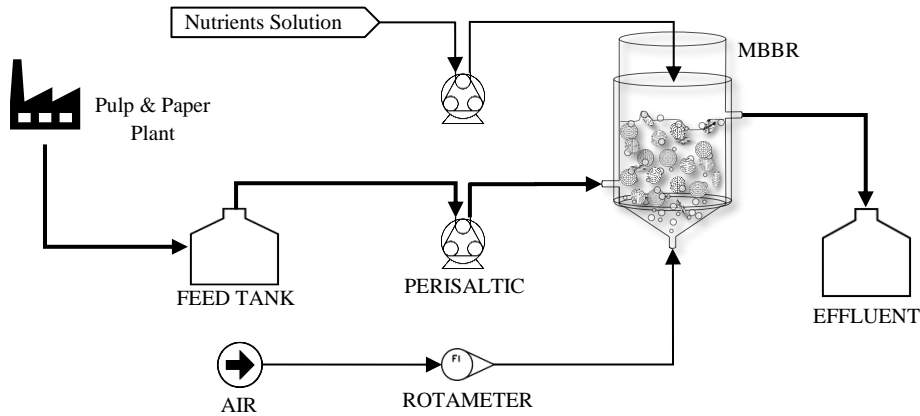 Nutrients Solution
MBBR
Pulp & Paper
Plant
FEED TANK
PERISALTIC
EFFLUENT
FI
AIR
ROTAMETER